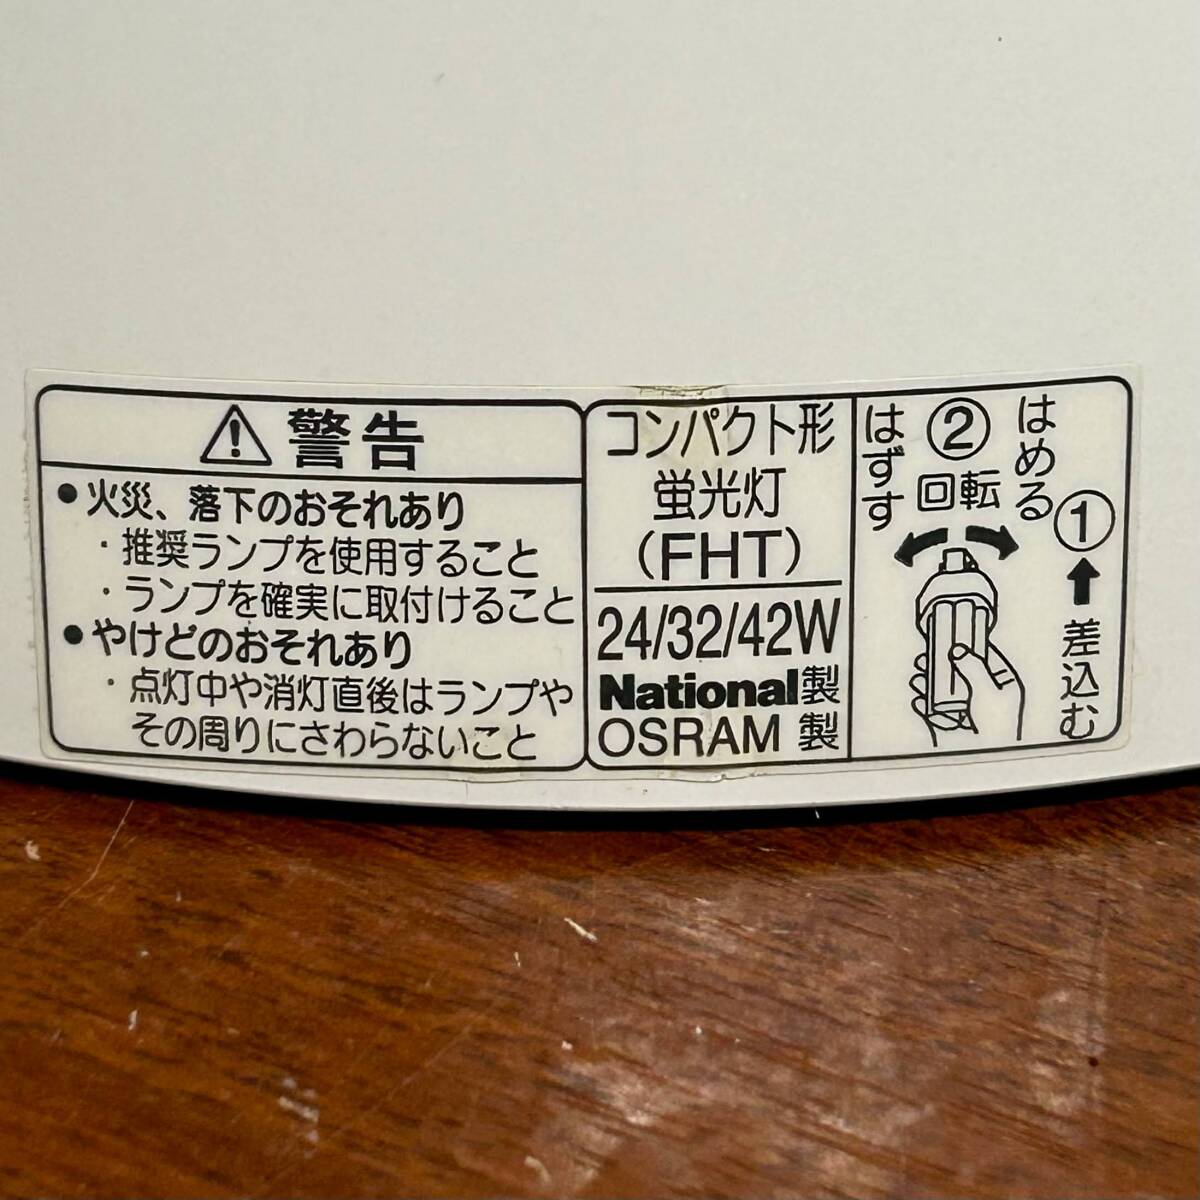 警告
●火災、落下のおそれあり
・推奨ランプを使用すること
・ランプを確実に取付けること
●やけどのおそれあり
・点灯中や消灯直後はランプや
その周りにさわらないこと
コンパクト形
蛍光灯
(FHT)
24/32/42W
National製
OSRAM 製
はずす
②
回転
はめる
①
差込む